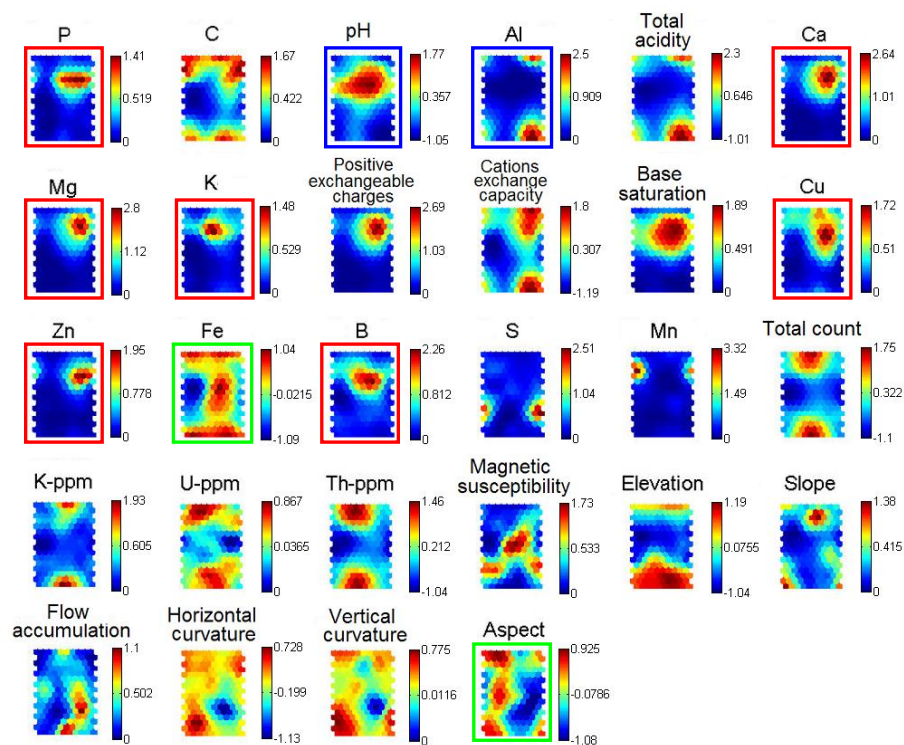 P
1.41
0.519
0
C
1.67
0.422
0
pH
1.77
0.357
-1.05
Al
2.5
0.909
0
Total
acidity
2.3
0.646
-1.01
Ca
2.64
1.01
0
Mg
2.8
1.12
0
K
1.48
0.529
0
Positive
exchangeable
charges
2.69
1.03
0
Cations
exchange
capacity
1.8
0.307
-1.19
Base
saturation
1.89
0.491
0
Cu
1.72
0.51
0
Zn
1.95
0.778
0
Fe
1.04
-0.0215
-1.09
B
2.26
0.812
0
S
2.51
1.04
0
Mn
3.32
1.49
0
Total count
1.75
0.322
-1.1
K-ppm
1.93
0.605
0
U-ppm
0.867
0.0365
0
Th-ppm
1.46
0.212
-1.04
Magnetic
susceptibility
1.73
0.533
0
Elevation
1.19
0.0755
-1.04
Slope
1.38
0.415
0
Flow
accumulation
1.1
0.502
0
Horizontal
curvature
0.728
-0.199
-1.13
Vertical
curvature
0.775
0.0116
0
Aspect
0.925
-0.0786
-1.08